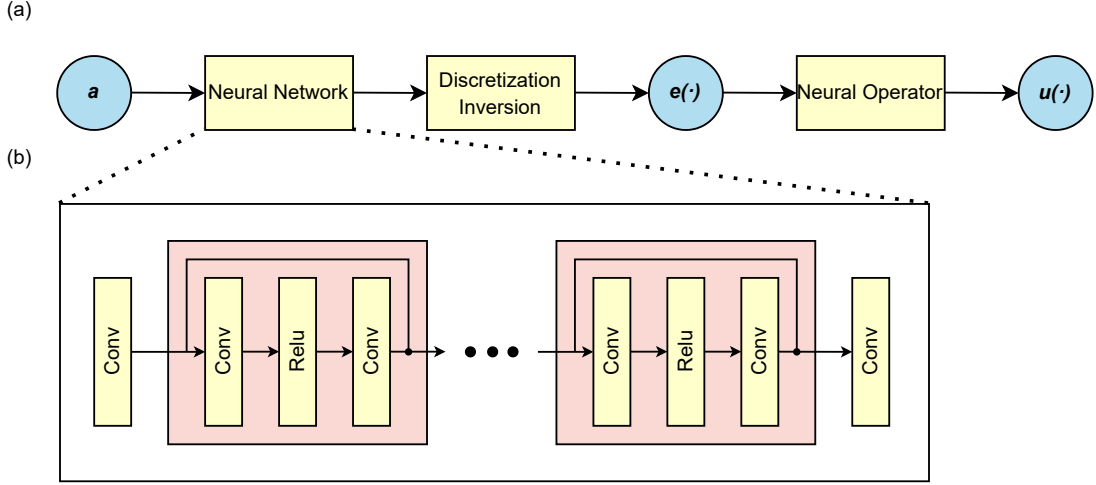 (a)
a
Neural Network
Discretization
Inversion
e(·)
Neural Operator
u(·)
(b)
Conv
Conv
Relu
Conv
Conv
Relu
Conv
Conv